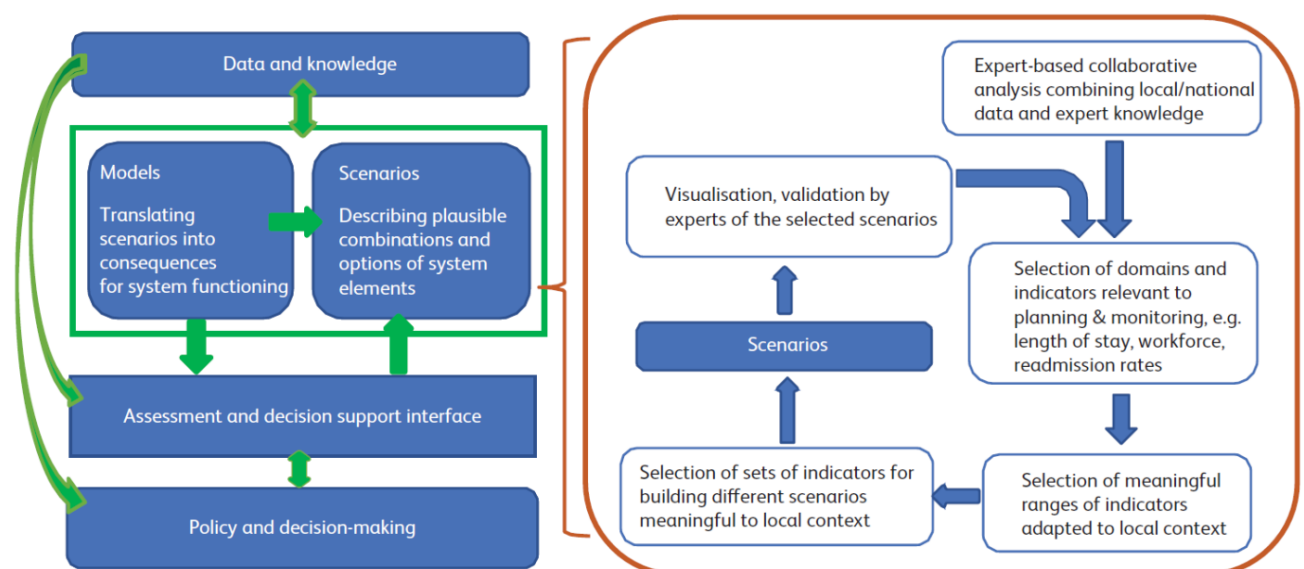 Data and knowledge
Models
Translating
scenarios into
consequences
for system functioning
Scenarios
Describing plausible
combinations and
options of system
elements
Assessment and decision support interface
Policy and decision-making
Expert-based collaborative
analysis combining local/national
data and expert knowledge
Visualisation, validation by
experts of the selected scenarios
Selection of domains and
indicators relevant to
planning & monitoring, e.g.
length of stay, workforce,
readmission rates
Scenarios
Selection of sets of indicators for
building different scenarios
meaningful to local context
Selection of meaningful
ranges of indicators
adapted to local context